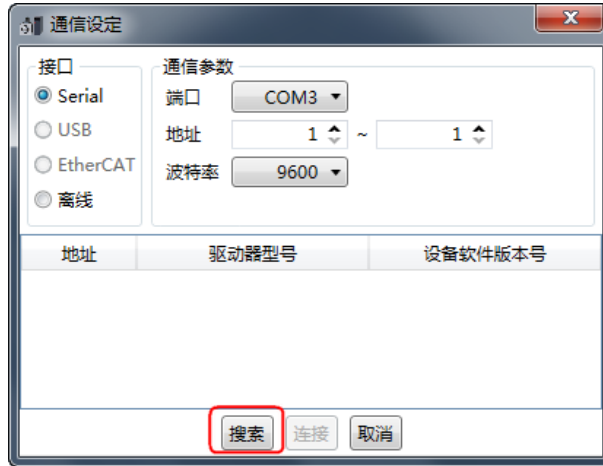 通信设定
接口
Serial
USB
EtherCAT
离线
通信参数
端口 COM3
地址 1 ~ 1
波特率 9600
地址 驱动器型号 设备软件版本号
搜索 连接 取消